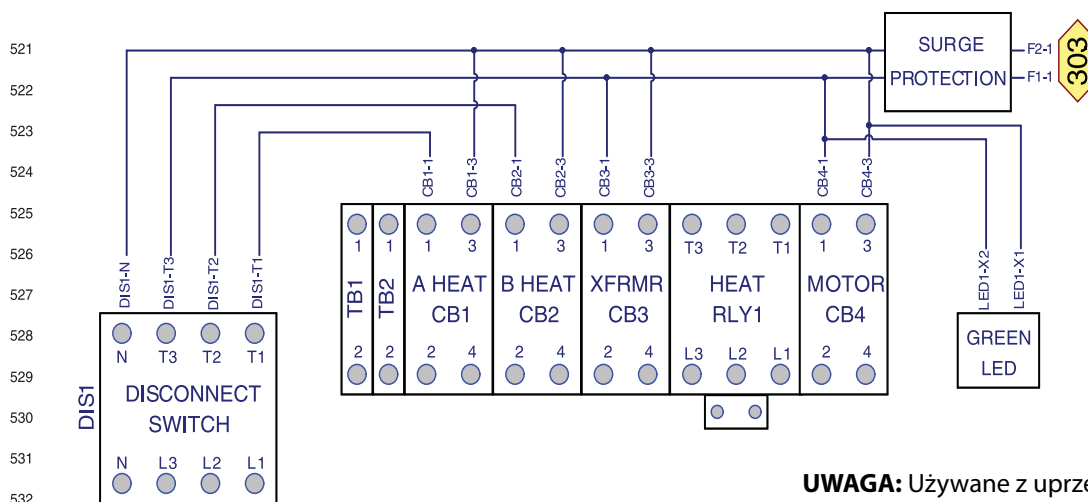 521
SURGE
F2-1
303
522
PROTECTION
F1-1
523
524
CB1-1
CB1-3
CB2-1
CB2-3
CB3-1
CB3-3
CB4-1
CB4-3
525
1 1 1 3 1 3 1 3 T3 T2 T1 1 3
526
DIS1-N
DIS1-T3
DIS1-T2
DIS1-T1
LED1-X2
LED1-X1
527
TB1
TB2
A HEAT
CB1
B HEAT
CB2
XFRMR
CB3
HEAT
RLY1
MOTOR
CB4
528
N T3 T2 T1
2 2 2 4 2 4 2 4 L3 L2 L1 2 4
GREEN
LED
529
DIS1
DISCONNECT
SWITCH
530
531
N L3 L2 L1
532
UWAGA: Używane z uprze